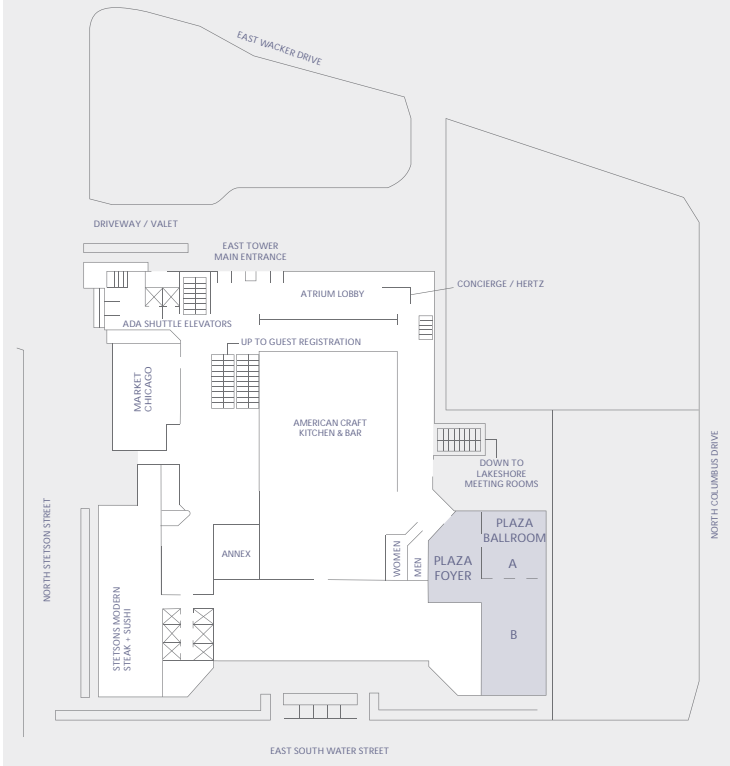 EAST WACKER DRIVE
DRIVEWAY / VALET
EAST TOWER
MAIN ENTRANCE
CONCIERGE / HERTZ
ATRIUM LOBBY
ADA SHUTTLE ELEVATORS
UP TO GUEST REGISTRATION
MARKET
CHICAGO
AMERICAN CRAFT
KITCHEN & BAR
DOWN TO
LAKESHORE
MEETING ROOMS
NORTH COLUMBUS DRIVE
NORTH STETSON STREET
PLAZA
BALLROOM
A
ANNEX
WOMEN
MEN
PLAZA
FOYER
B
STETSONS MODERN
STEAK + SUSHI
EAST SOUTH WATER STREET